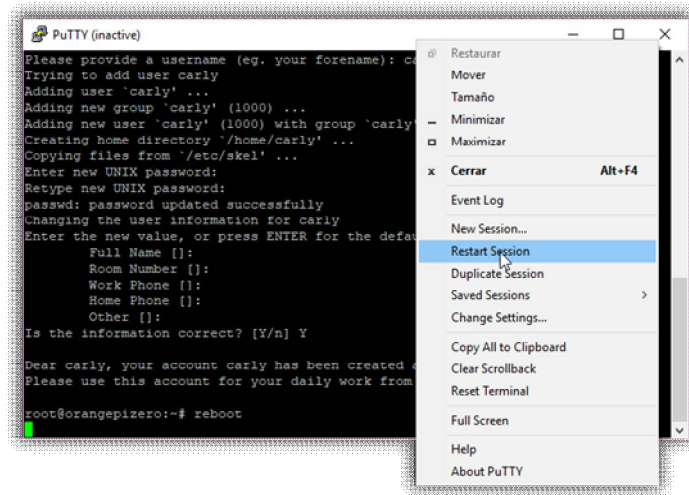 PuTTY (inactive)
Please provide a username (eg. your forename): ca
Trying to add user carly
Adding user `carly' ...
Adding new group `carly' (1000) ...
Adding new user `carly' (1000) with group `carly'
Creating home directory `/home/carly' ...
Copying files from `/etc/skel' ...
Enter new UNIX password:
Retype new UNIX password:
passwd: password updated successfully
Changing the user information for carly
Enter the new value, or press ENTER for the defau
Full Name []:
Room Number []:
Work Phone []:
Home Phone []:
Other []:
Is the information correct? [Y/n] Y
Dear carly, your account carly has been created a
Please use this account for your daily work from
root@orangepizero:~# reboot
Restaurar
Mover
Tamaño
Minimizar
Maximizar
Cerrar Alt+F4
Event Log
New Session...
Restart Session
Duplicate Session
Saved Sessions
Change Settings...
Copy All to Clipboard
Clear Scrollback
Reset Terminal
Full Screen
Help
About PuTTY